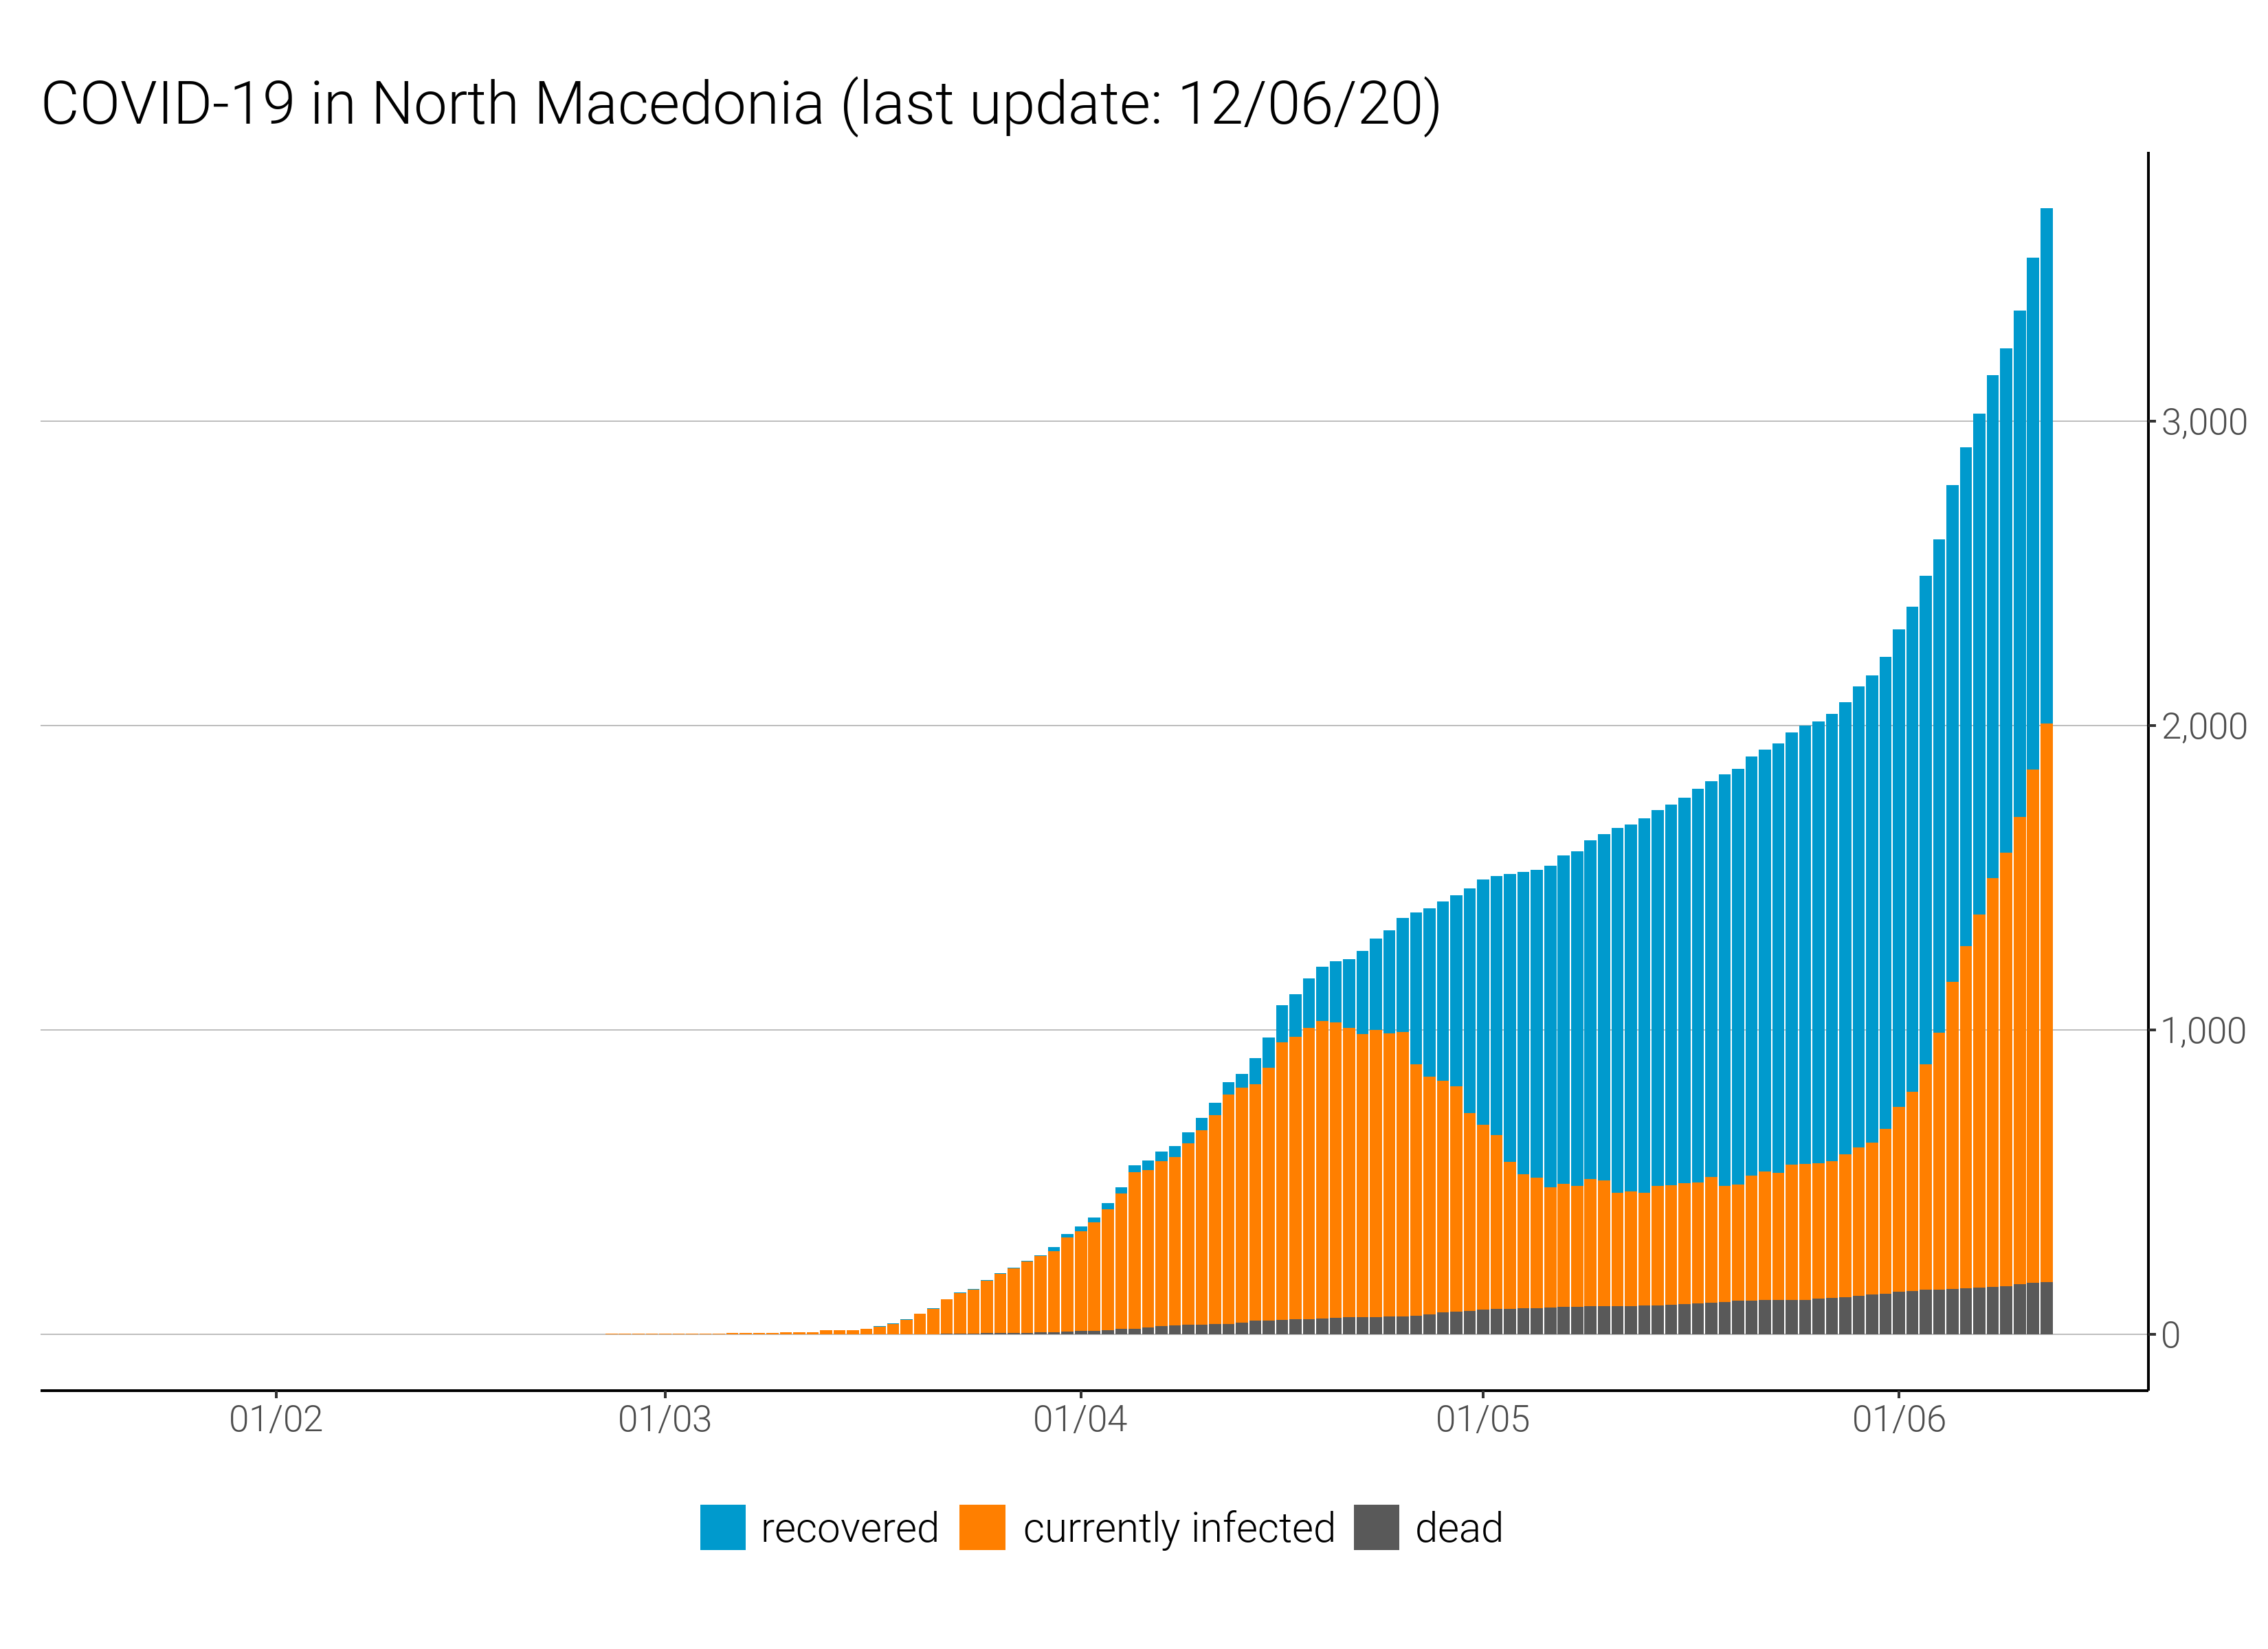 COVID-19 in North Macedonia (last update: 12/06/20)
3,000
2,000
1,000
0
01/02 01/03 01/04 01/05 01/06
recovered currently infected dead